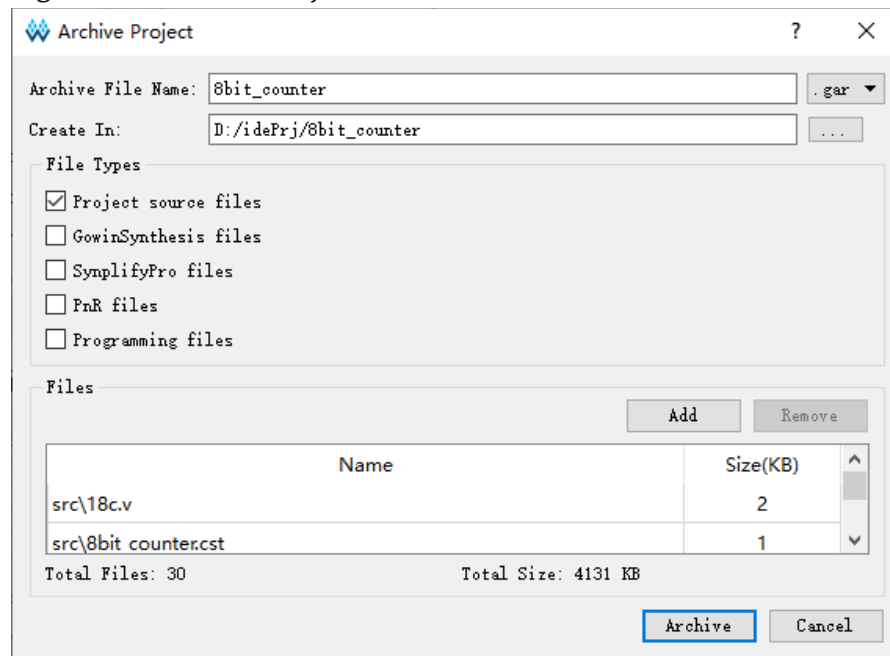 Archive Project ?
Archive File Name: 8bit_counter .gar
Create In: D:/idePrj/8bit_counter ...
File Types
Project source files
GowinSynthesis files
SynplifyPro files
PnR files
Programming files
Files
Add Remove
Name Size(KB)
src\18c.v 2
src\8bit_counter.cst 1
Total Files: 30 Total Size: 4131 KB
Archive Cancel